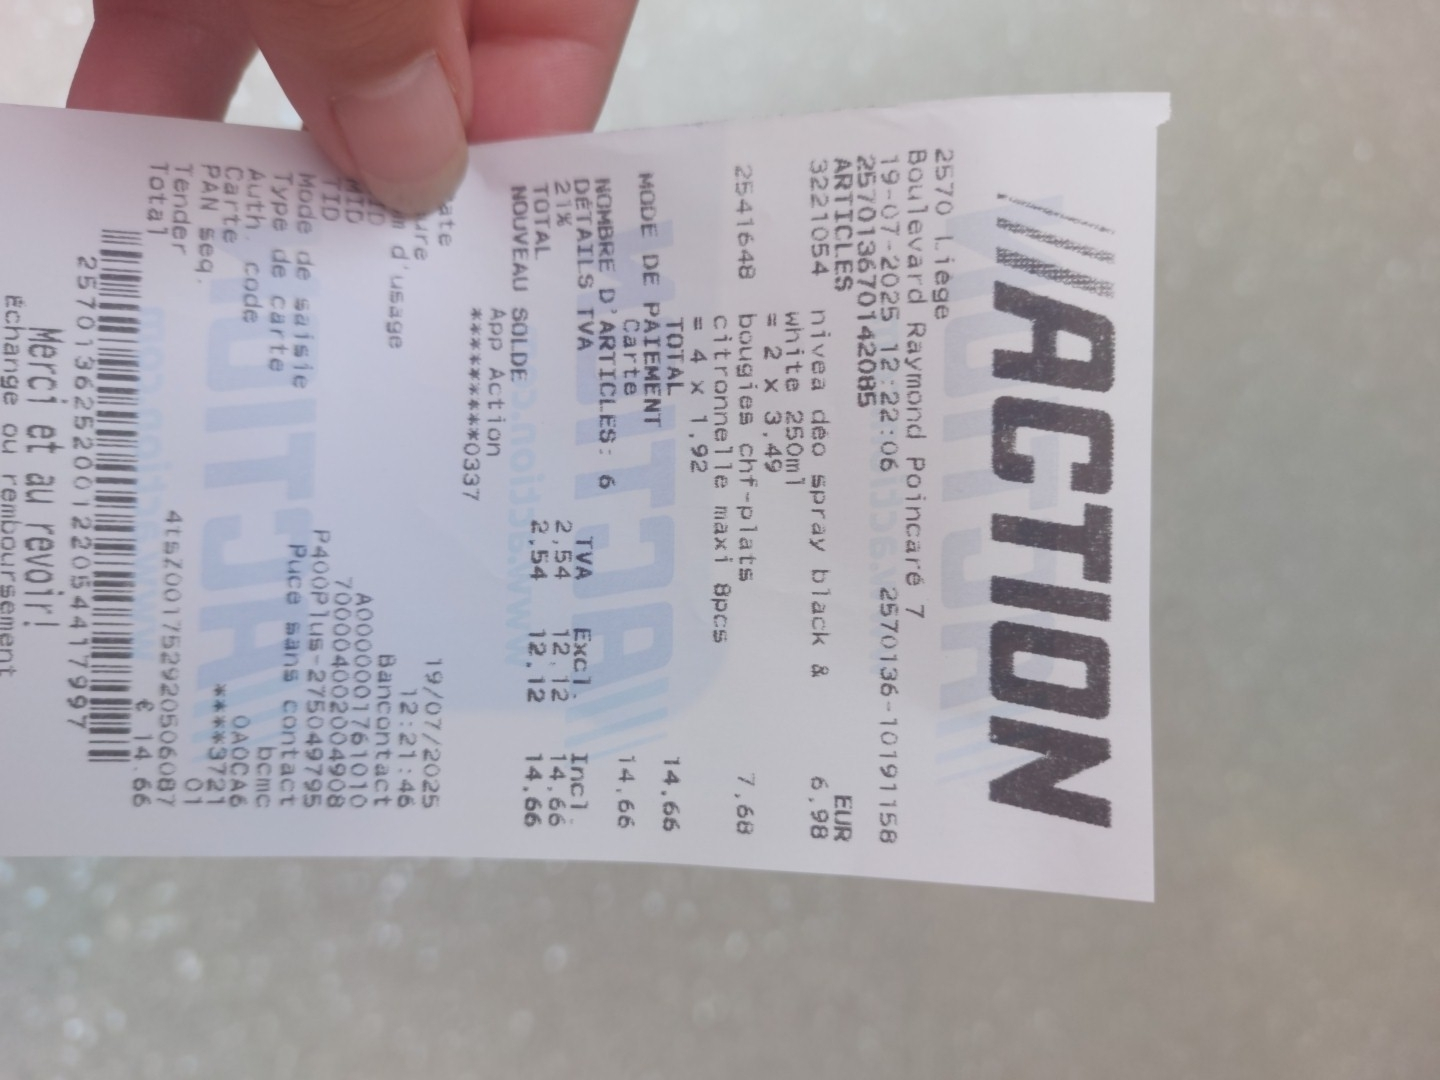 ACTION
2570 Liège
Boulevard Raymond Poincaré 7
19-07-2025 12:22:06 2570136-10191158
257013670142085
ARTICLES EUR
3221054 nivea déo spray black & 6,98
white 250ml
= 2 x 3,49
2541648 bougies chf-plats 7,68
citronnelle maxi 8pcs
= 4 x 1,92
TOTAL 14,66
MODE DE PAIEMENT
Carte 14,66
NOMBRE D'ARTICLES: 6
DÉTAILS TVA TVA Excl. Incl.
21% 2,54 12,12 14,66
TOTAL 2,54 12,12 14,66
NOUVEAU SOLDE
App Action
*********0337
19/07/2025
12:21:46
d'usage Bancontact
A0000001761010
MID 700004002004908
TID P400Plus-275049795
Mode de saisie Puce sans contact
Type de carte bcmc
Auth. code 0A0CA6
Carte ****3721
PAN seq. 01
Tender 4tsZ001752920506087
Total € 14.66
257013625200122054417997
Merci et au revoir!
Échange ou remboursement